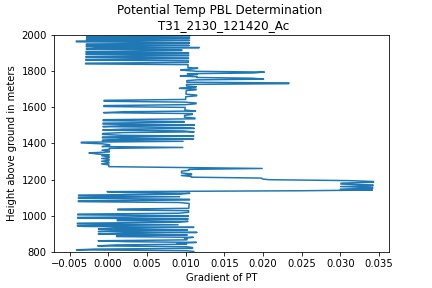 Potential Temp PBL Determination
T31_2130_121420_Ac
Height above ground in meters
2000
1800
1600
1400
1200
1000
800
−0.005 0.000 0.005 0.010 0.015 0.020 0.025 0.030 0.035
Gradient of PT